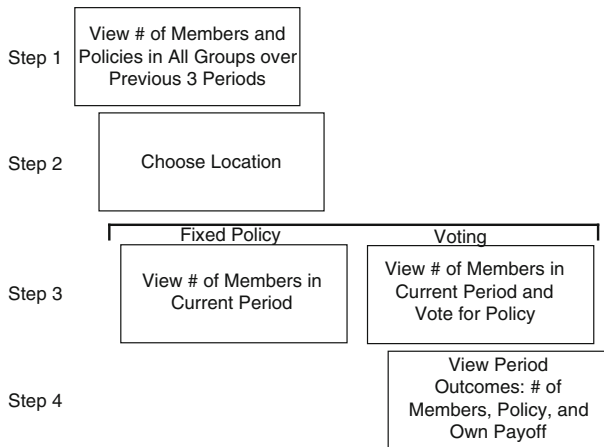 Step 1
View # of Members and
Policies in All Groups over
Previous 3 Periods
Step 2
Choose Location
Fixed Policy
Voting
Step 3
View # of Members in
Current Period
View # of Members in
Current Period and
Vote for Policy
Step 4
View Period
Outcomes: # of
Members, Policy, and
Own Payoff